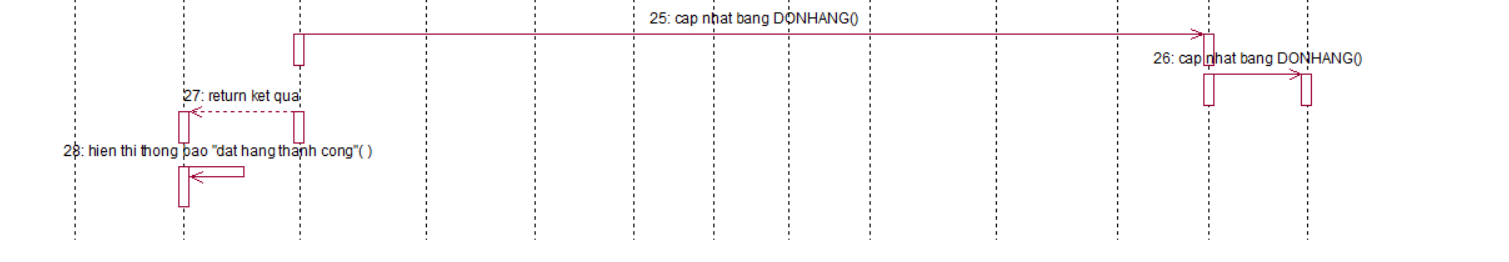 25: cap nhat bang DONHANG()
26: cap nhat bang DONHANG()
27: return ket qua
28: hien thi thong bao "dat hang thanh cong"( )